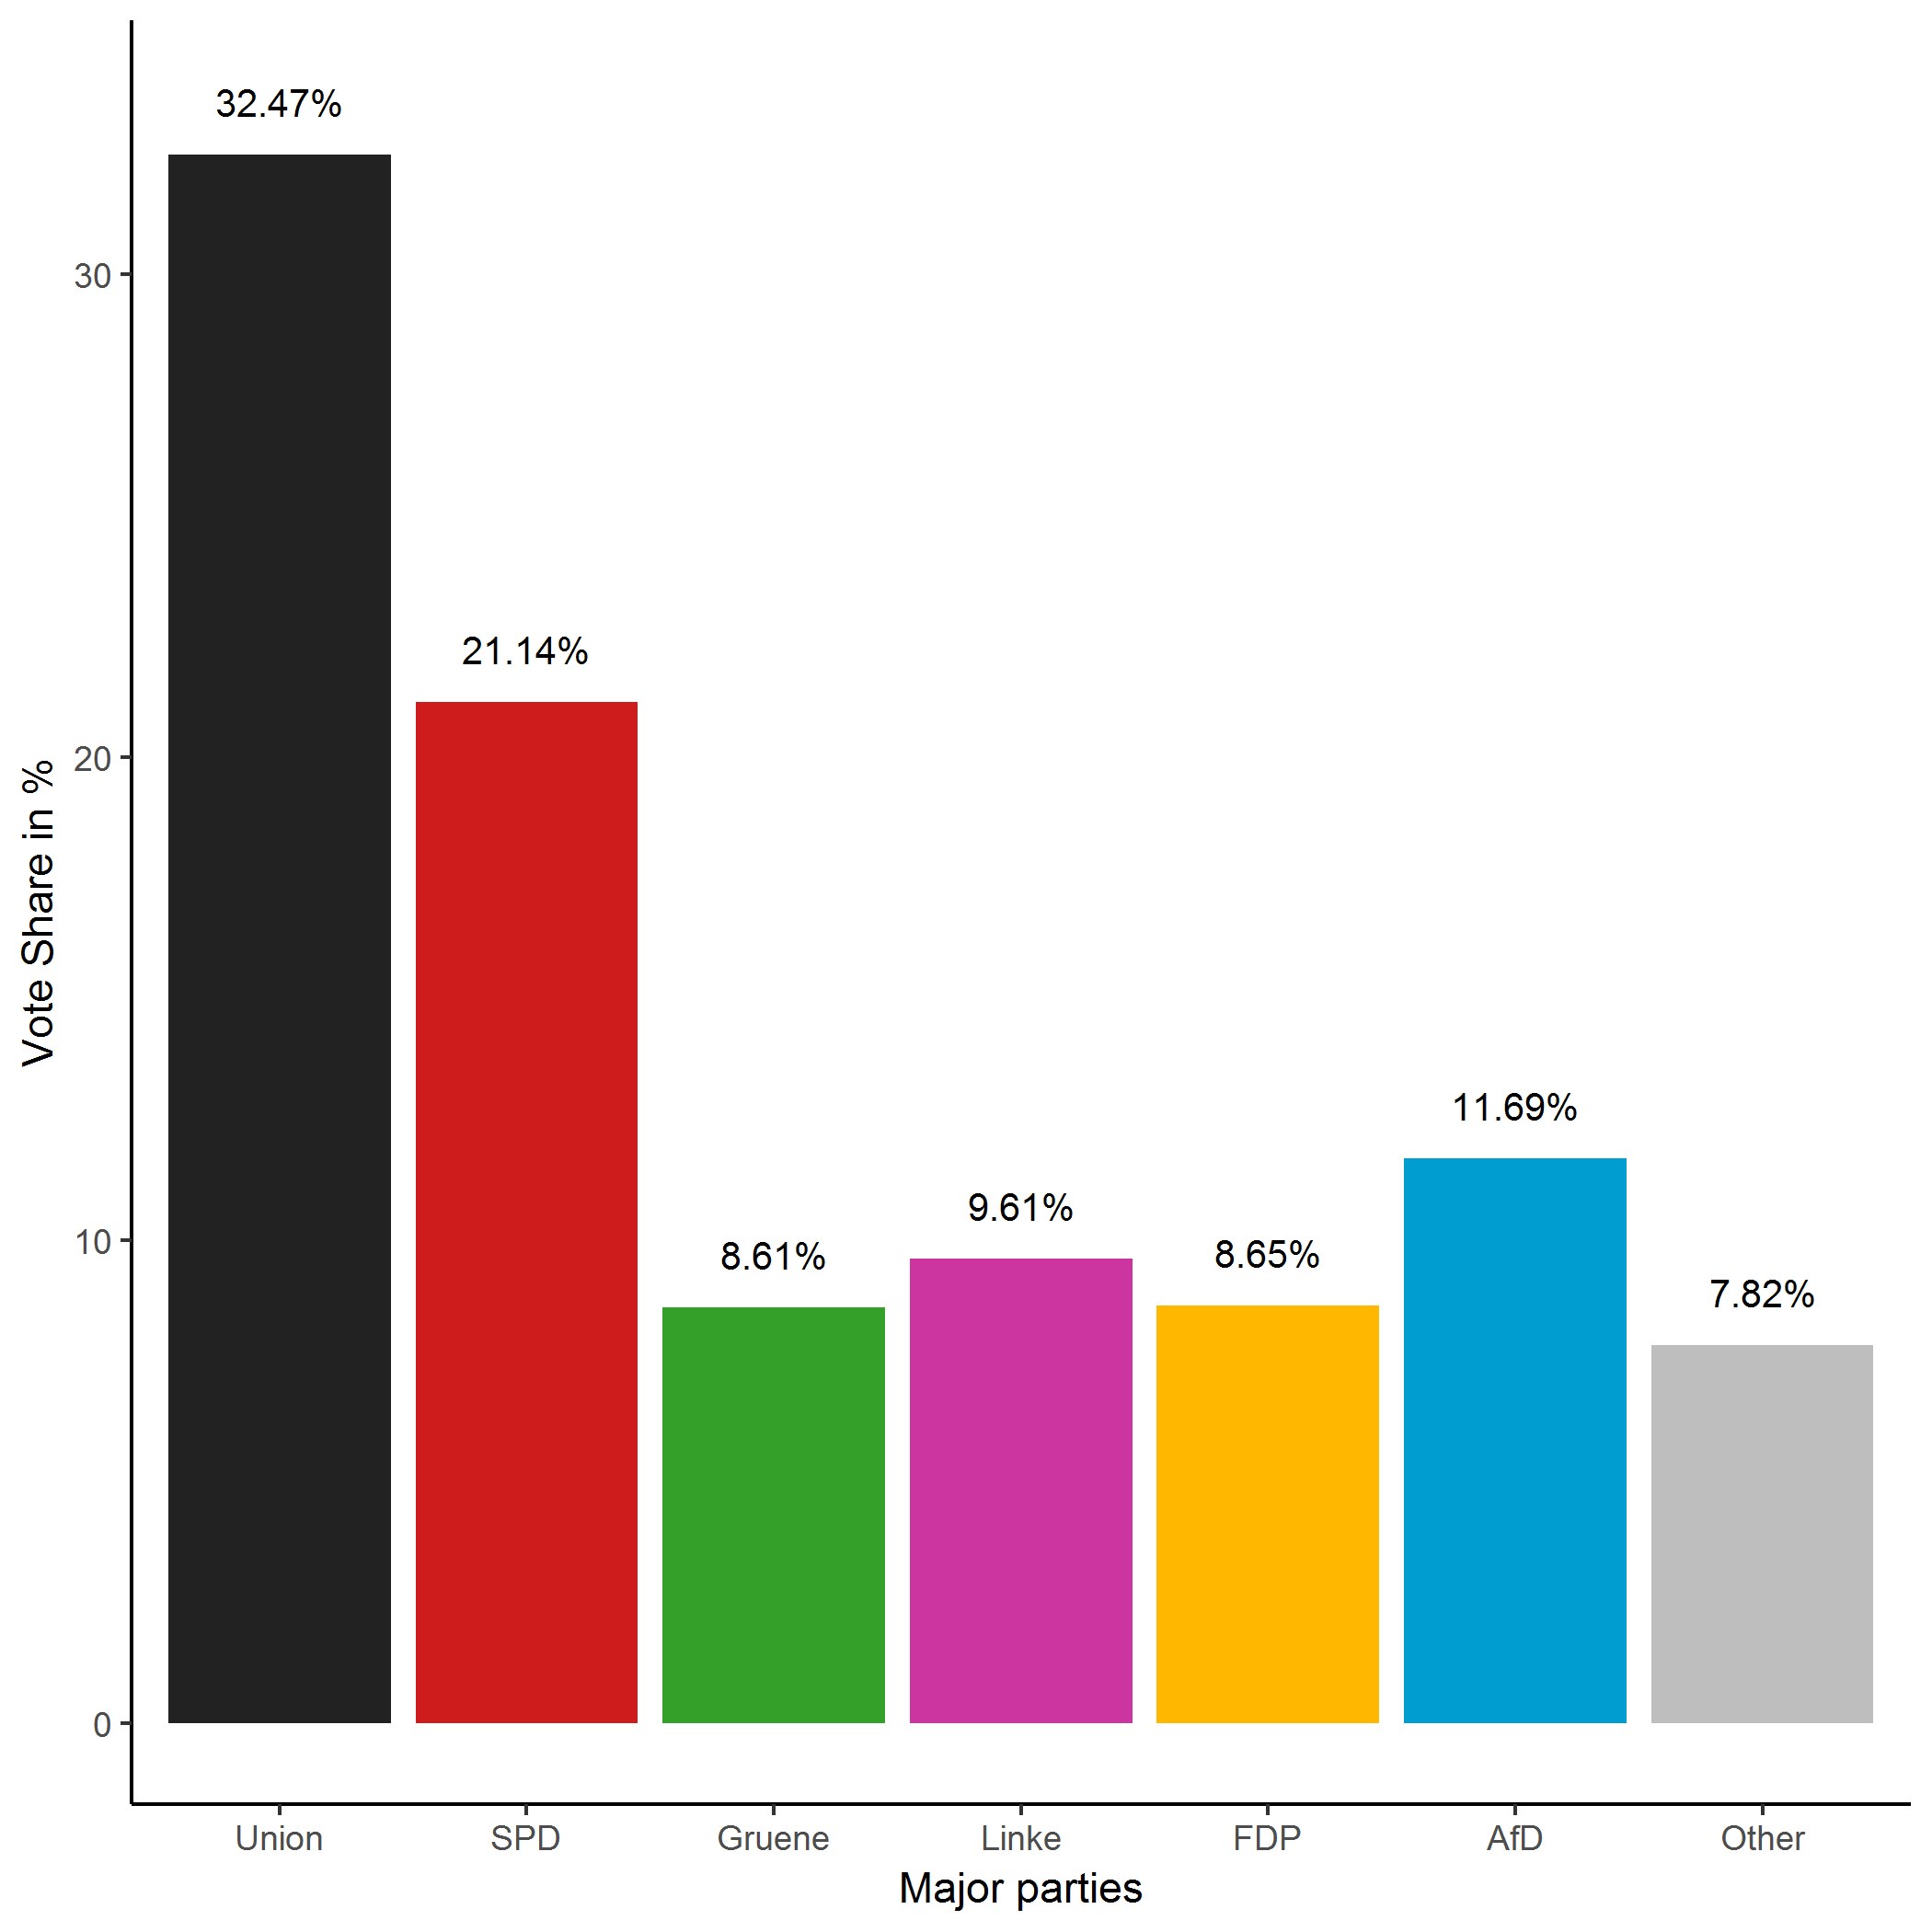 32.47%
21.14%
8.61%
9.61%
8.65%
11.69%
7.82%
Vote Share in %
30
20
10
0
Union
SPD
Gruene
Linke
FDP
AfD
Other
Major parties